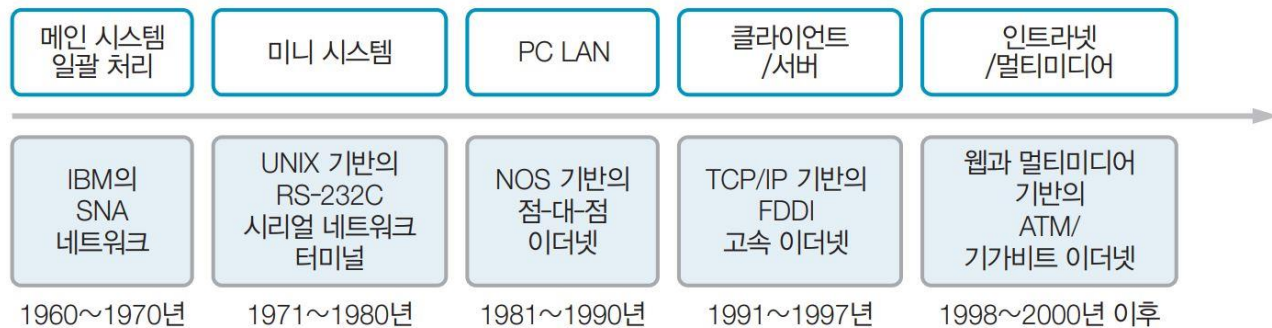 메인 시스템
일괄 처리
미니 시스템
PC LAN
클라이언트
/서버
인트라넷
/멀티미디어
IBM의
SNA
네트워크
UNIX 기반의
RS-232C
시리얼 네트워크
터미널
NOS 기반의
점-대-점
이더넷
TCP/IP 기반의
FDDI
고속 이더넷
웹과 멀티미디어
기반의
ATM/
기가비트 이더넷
1960～1970년
1971～1980년
1981～1990년
1991～1997년
1998～2000년 이후